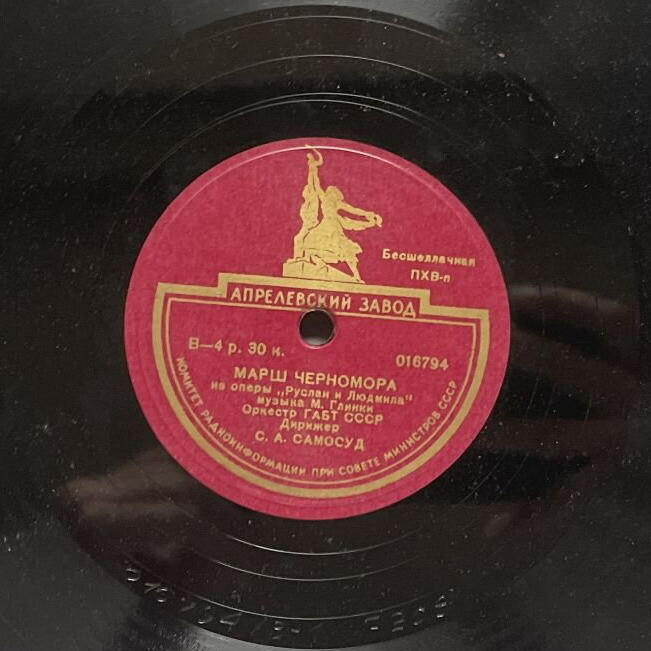 Бесшеллачная
ПХВ-п
АПРЕЛЕВСКИЙ ЗАВОД
В—4 р. 30 к.
016794
МАРШ ЧЕРНОМОРА
из оперы „Руслан и Людмила"
музыка М. Глинки
Оркестр ГАБТ СССР
Дирижер
С. А. САМОСУД
КОМИТЕТ РАДИОИНФОРМАЦИИ ПРИ СОВЕТЕ МИНИСТРОВ СССР